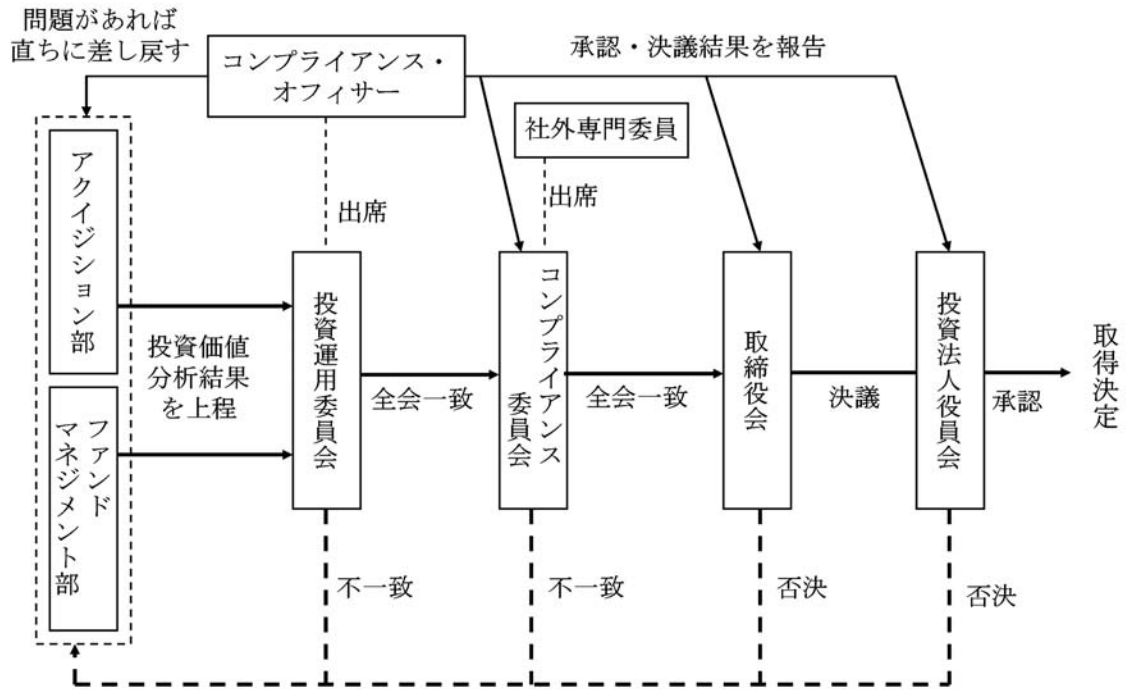 問題があれば
直ちに差し戻す
コンプライアンス・
オフィサー
承認・決議結果を報告
社外専門委員
出席
出席
アクイジション部
ファンド
マネジメント部
投資価値
分析結果
を上程
投資運用委員会
全会一致
コンプライアンス
委員会
全会一致
取締役会
決議
投資法人役員会
承認
取得決定
不一致
不一致
否決
否決